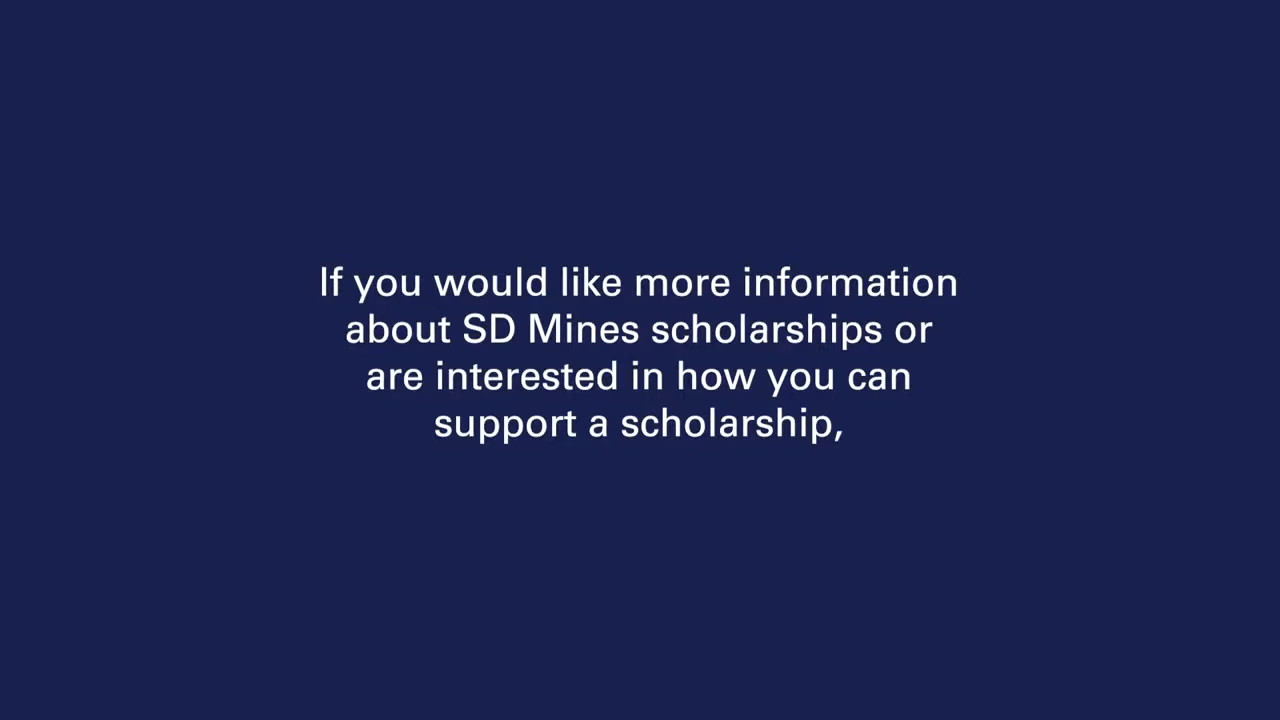 If you would like more information
about SD Mines scholarships or
are interested in how you can
support a scholarship,